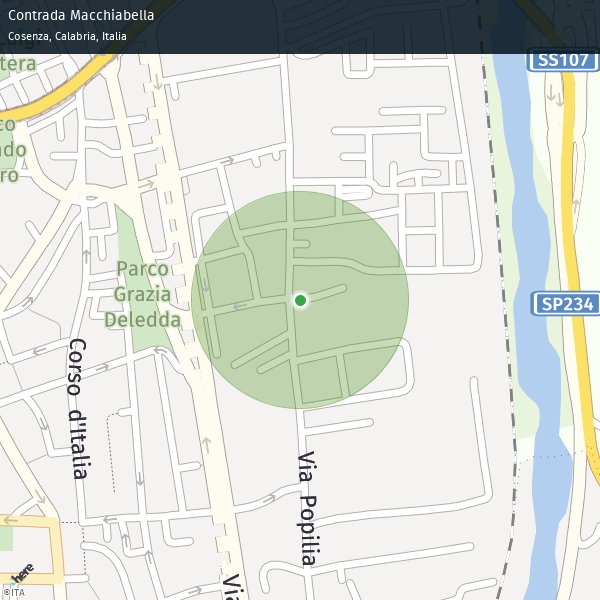 Contrada Macchiabella
Cosenza, Calabria, Italia
tera
SS107
co
ndo
ro
Parco
Grazia
Deledda
SP234
Corso d'Italia
Via Popilia
Via
here
©ITA